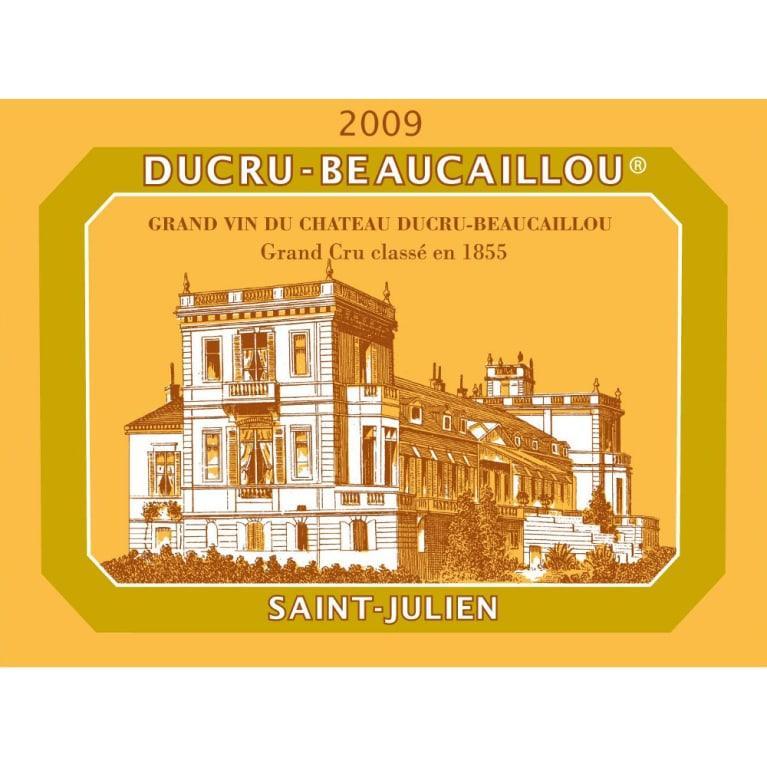 2009
DUCRU-BEAUCAILLOU®
GRAND VIN DU CHATEAU DUCRU-BEAUCAILLOU
Grand Cru classé en 1855
SAINT-JULIEN